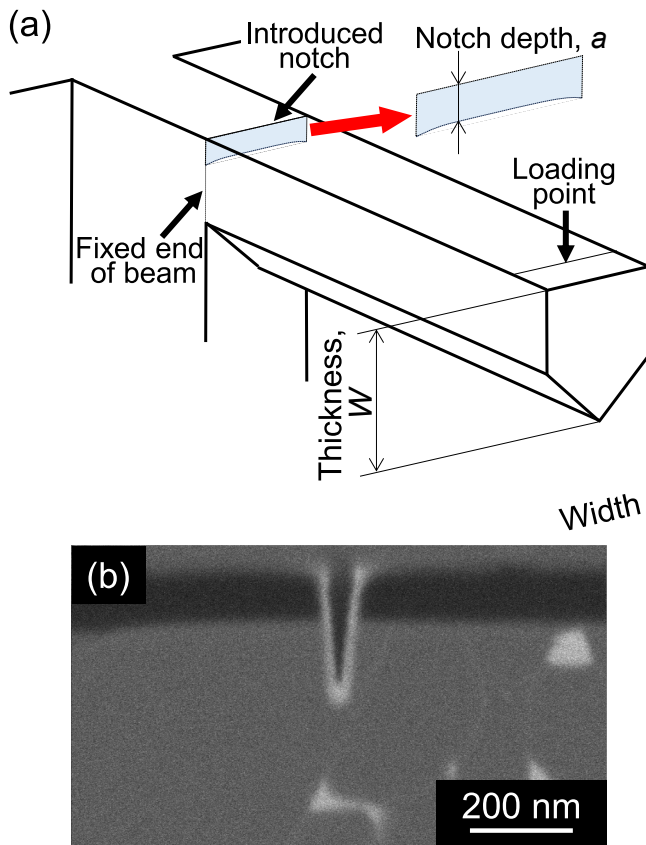 (a)
Introduced
notch
Notch depth, a
Loading
point
Fixed end
of beam
Thickness,
W
Width
(b)
200 nm